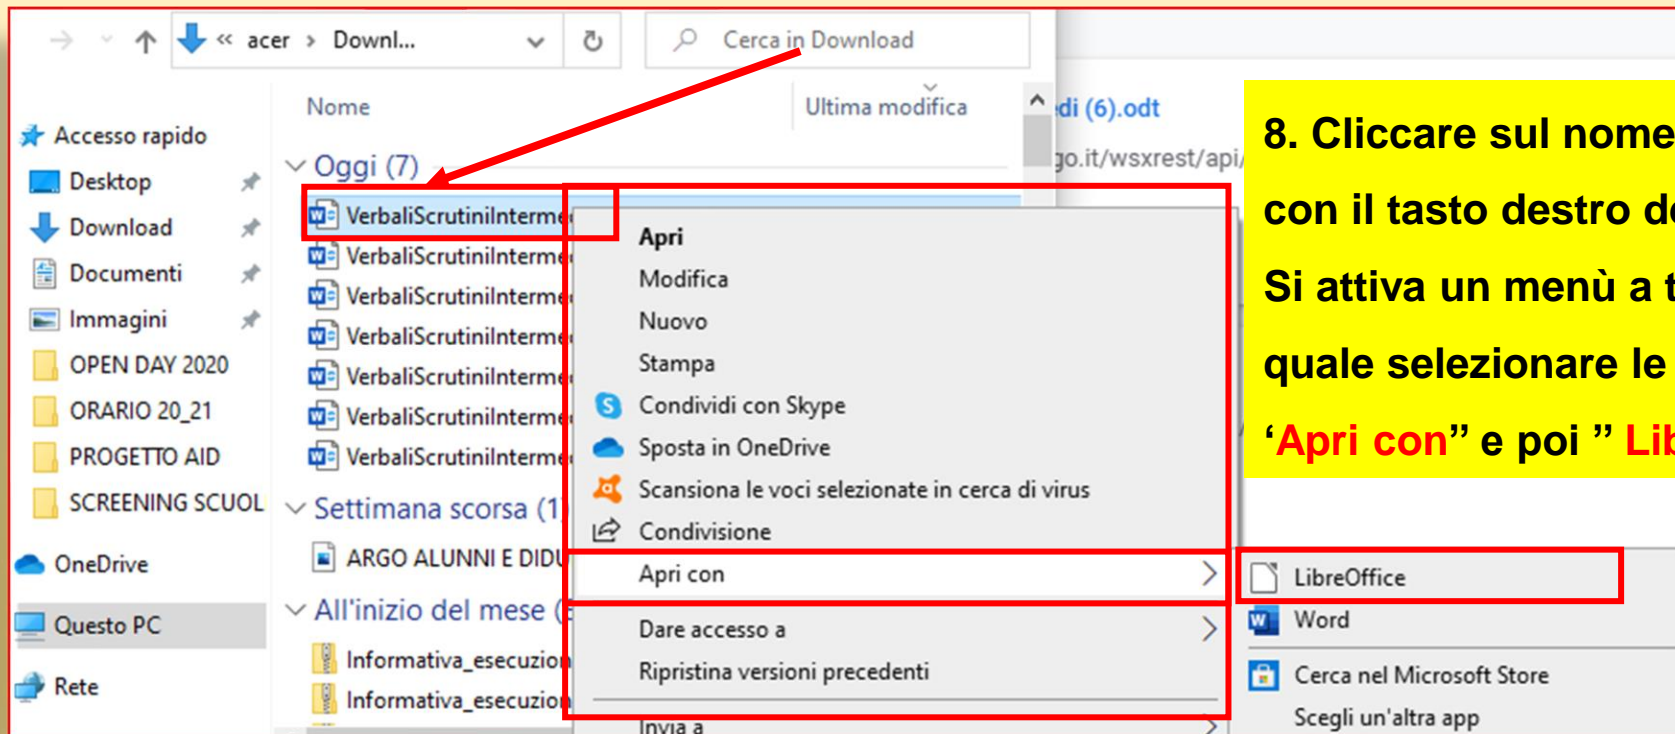 « acer › Downl...
Cerca in Download
Nome
Ultima modifica
Accesso rapido
Desktop
Download
Documenti
Immagini
OPEN DAY 2020
ORARIO 20_21
PROGETTO AID
SCREENING SCUOL
OneDrive
Questo PC
Rete
Oggi (7)
VerbaliScrutiniInterme
VerbaliScrutiniInterme
VerbaliScrutiniInterme
VerbaliScrutiniInterme
VerbaliScrutiniInterme
VerbaliScrutiniInterme
VerbaliScrutiniInterme
Settimana scorsa (1)
ARGO ALUNNI E DIDU
All'inizio del mese (
Informativa_esecuzion
Informativa_esecuzion
Apri
Modifica
Nuovo
Stampa
Condividi con Skype
Sposta in OneDrive
Scansiona le voci selezionate in cerca di virus
Condivisione
Apri con
Dare accesso a
Ripristina versioni precedenti
Invia a
di (6).odt
go.it/wsxrest/api/
8. Cliccare sul nome
con il tasto destro de
Si attiva un menù a t
quale selezionare le
‘Apri con” e poi ” Lib
LibreOffice
Word
Cerca nel Microsoft Store
Scegli un'altra app